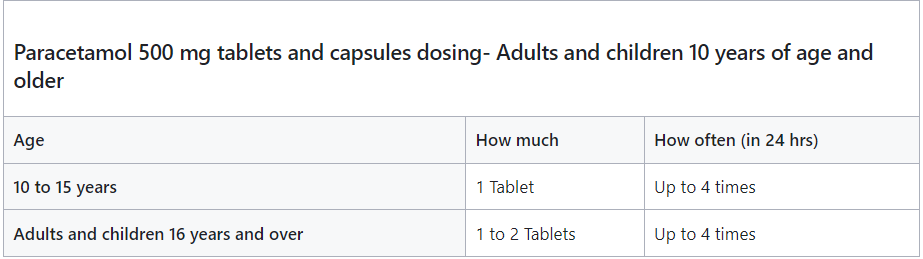 Paracetamol 500 mg tablets and capsules dosing- Adults and children 10 years of age and
older
Age How much How often (in 24 hrs)
10 to 15 years 1 Tablet Up to 4 times
Adults and children 16 years and over 1 to 2 Tablets Up to 4 times